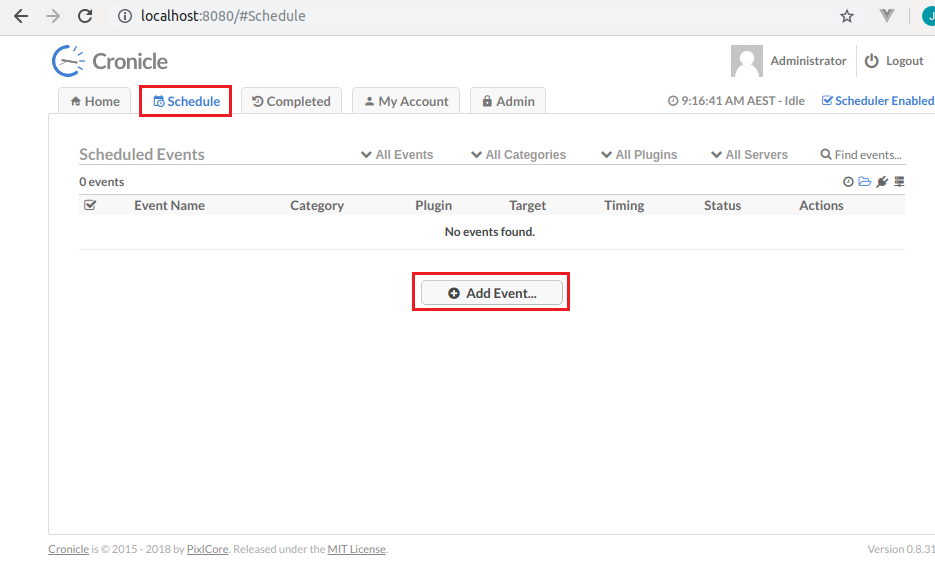 localhost:8080/#Schedule
Cronicle
Administrator Logout
Home Schedule Completed My Account Admin 9:16:41 AM AEST - Idle Scheduler Enabled
Scheduled Events All Events All Categories All Plugins All Servers Find events...
0 events
Event Name Category Plugin Target Timing Status Actions
No events found.
Add Event...
Cronicle is © 2015 - 2018 by PixlCore. Released under the MIT License. Version 0.8.31